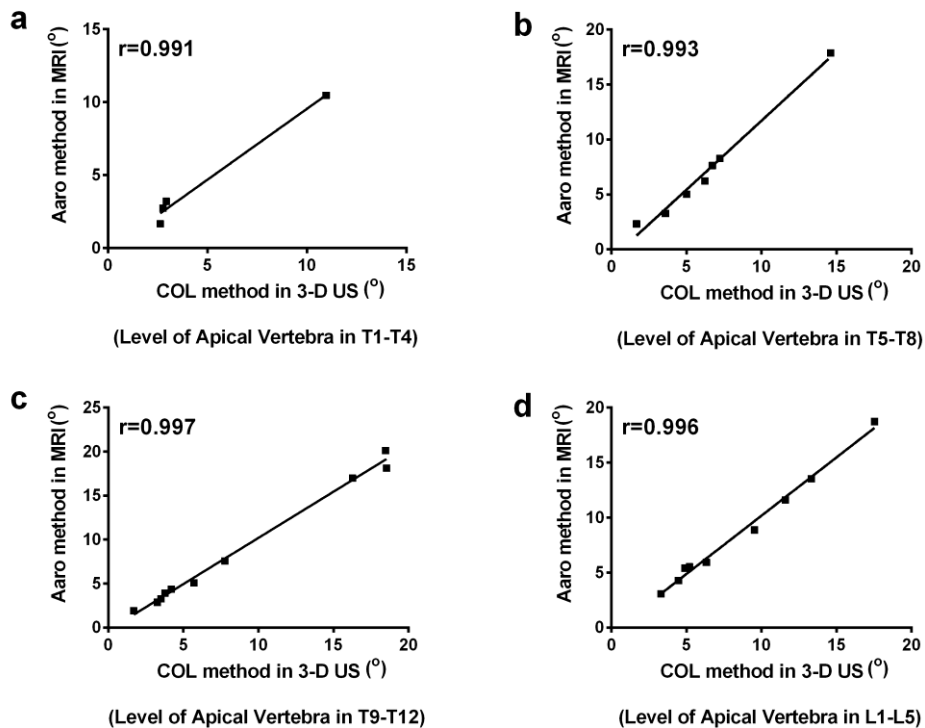 a
r=0.991
Aaro method in MRI(°)
15
10
5
0
0 5 10 15
COL method in 3-D US (°)
(Level of Apical Vertebra in T1-T4)
b
r=0.993
Aaro method in MRI(°)
20
15
10
5
0
0 5 10 15 20
COL method in 3-D US (°)
(Level of Apical Vertebra in T5-T8)
c
r=0.997
Aaro method in MRI(°)
25
20
15
10
5
0
0 5 10 15 20
COL method in 3-D US (°)
(Level of Apical Vertebra in T9-T12)
d
r=0.996
Aaro method in MRI(°)
20
15
10
5
0
0 5 10 15 20
COL method in 3-D US (°)
(Level of Apical Vertebra in L1-L5)